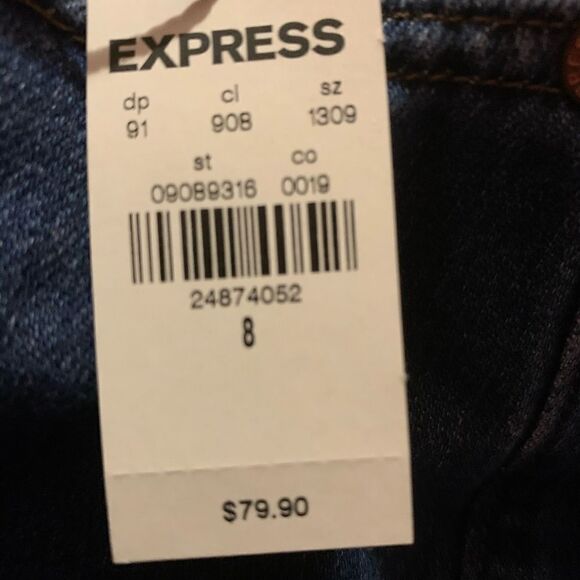 EXPRESS
dp cl sz
91 908 1309
st co
09089316 0019
24874052
8
$79.90